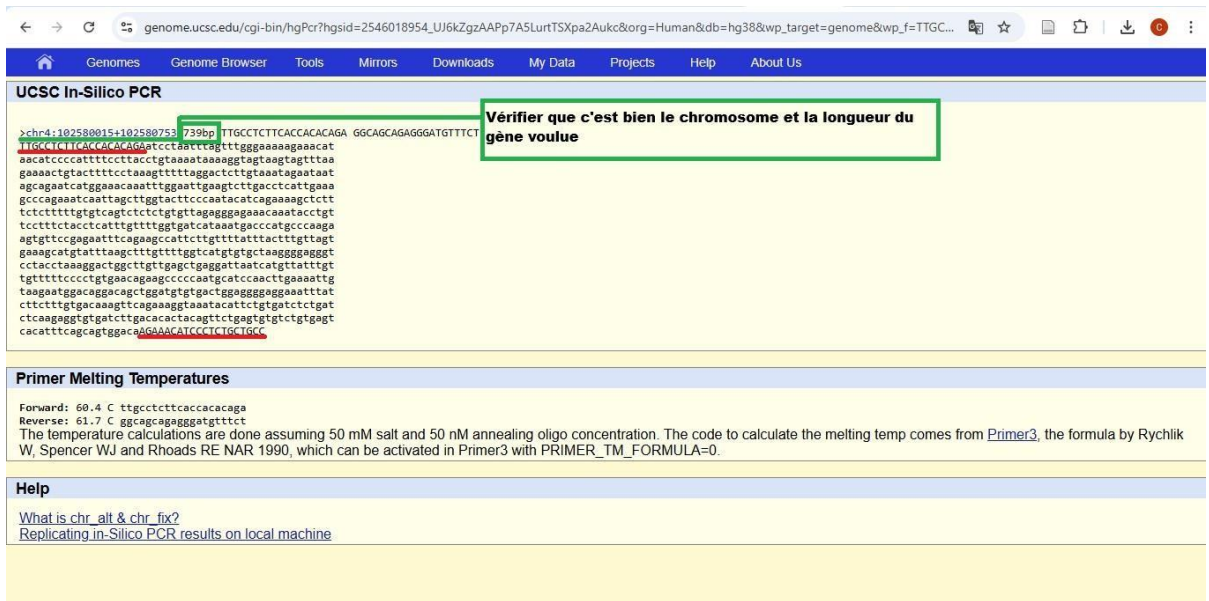 genome.ucsc.edu/cgi-bin/hgPcr?hgsid=2546018954_UJ6kZgzAAPp7A5LurtTSXpa2Aukc&org=Human&db=hg38&wp_target=genome&wp_f=TTGC...
C
Genomes Genome Browser Tools Mirrors Downloads My Data Projects Help About Us
UCSC In-Silico PCR
Vérifier que c'est bien le chromosome et la longueur du
gène voulue
>chr4:102580015+102580753 739bp TTGCCTCTTCACCACACAGA GGCAGCAGAGGGATGTTTCT
TTGCCTCTTCACCACACAGAatcctaatttagtttgggaaaaagaaacat
aacatccccattttccttacctgtaaaataaaaggtagtaagtagtttaa
gaaaactgtacttttcctaaagtttttaggactcttgtaaatagaataat
agcagaatcatggaaacaaatttggaattgaagtcttgacctcattgaaa
gcccagaaatcaattagcttggtacttcccaatacatcagaaaagctctt
tctctttttgtgtcagtctctctgtgttagagggagaaacaaatacctgt
tcctttctacctcatttgttttggtgatcataaatgacccatgcccaaga
agtgttccgagaatttcagaagccattcttgttttatttactttgttagt
gaaagcatgtatttaagctttgttttggtcatgtgtgctaaggggagggt
cctacctaaaggactggcttgttgagctgaggattaatcatgttatttgt
tgtttttcccctgtgaacagaagcccccaatgcatccaacttgaaaattg
taagaatggacaggacagctggatgtgtgactggaggggaggaaatttat
cttctttgtgacaaagttcagaaaggtaaatacattctgtgatctctgat
ctcaagaggtgtgatcttgacacactacagttctgagtgtgtctgtgagt
cacatttcagcagtggacaAGAAACATCCCTCTGCTGCC
Primer Melting Temperatures
Forward: 60.4 C ttgcctcttcaccacacaga
Reverse: 61.7 C ggcagcagagggatgtttct
The temperature calculations are done assuming 50 mM salt and 50 nM annealing oligo concentration. The code to calculate the melting temp comes from Primer3, the formula by Rychlik
W, Spencer WJ and Rhoads RE NAR 1990, which can be activated in Primer3 with PRIMER_TM_FORMULA=0.
Help
What is chr_alt & chr_fix?
Replicating in-Silico PCR results on local machine